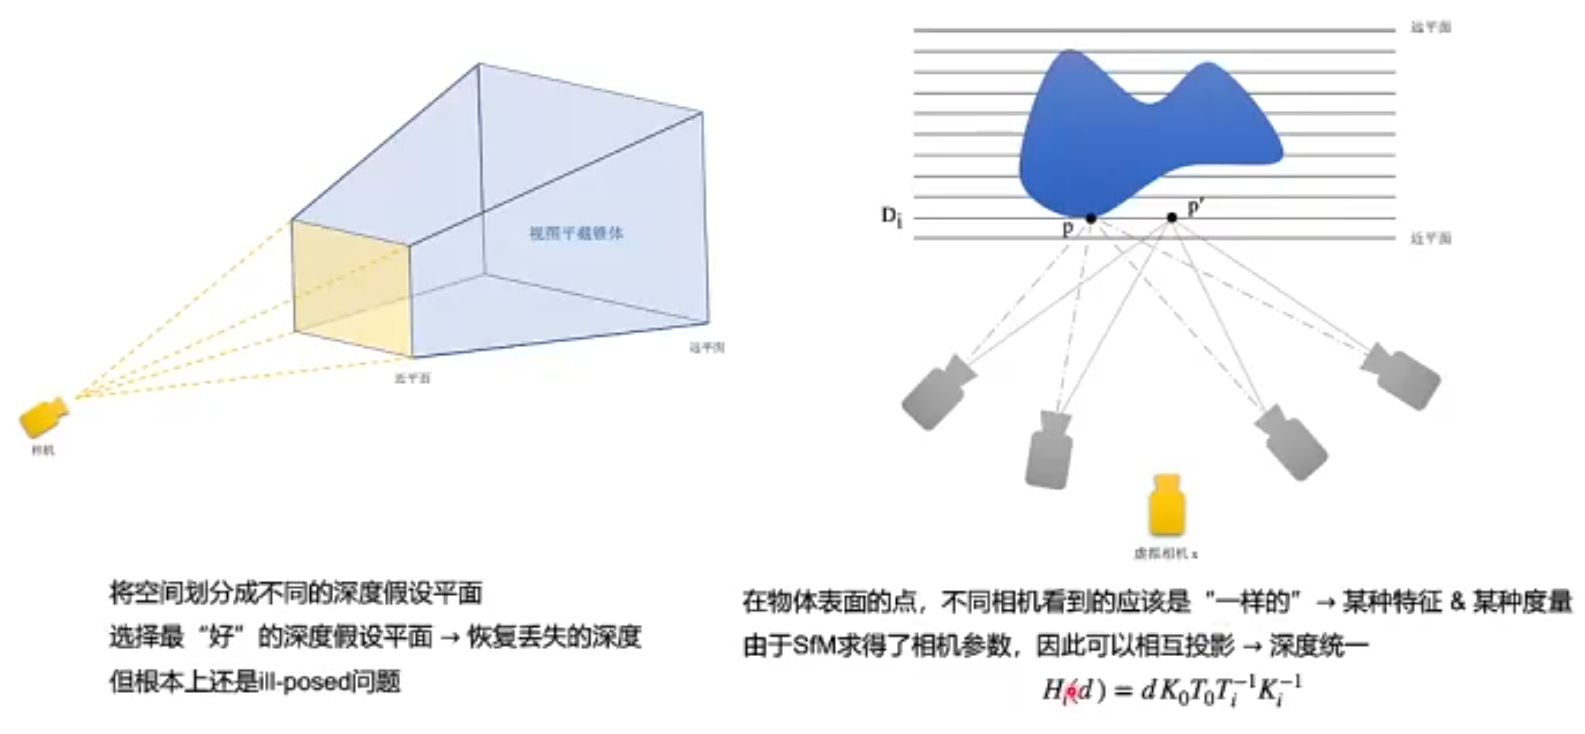 视图平截锥体
远平面
近平面
相机
将空间划分成不同的深度假设平面
选择最“好”的深度假设平面 → 恢复丢失的深度
但根本上还是ill-posed问题
远平面
D_i
p
p′
近平面
虚拟相机 x
在物体表面的点，不同相机看到的应该是“一样的” → 某种特征 & 某种度量
由于SfM求得了相机参数，因此可以相互投影 → 深度统一
H_i(d) = dK_0T_0T_i^{-1}K_i^{-1}